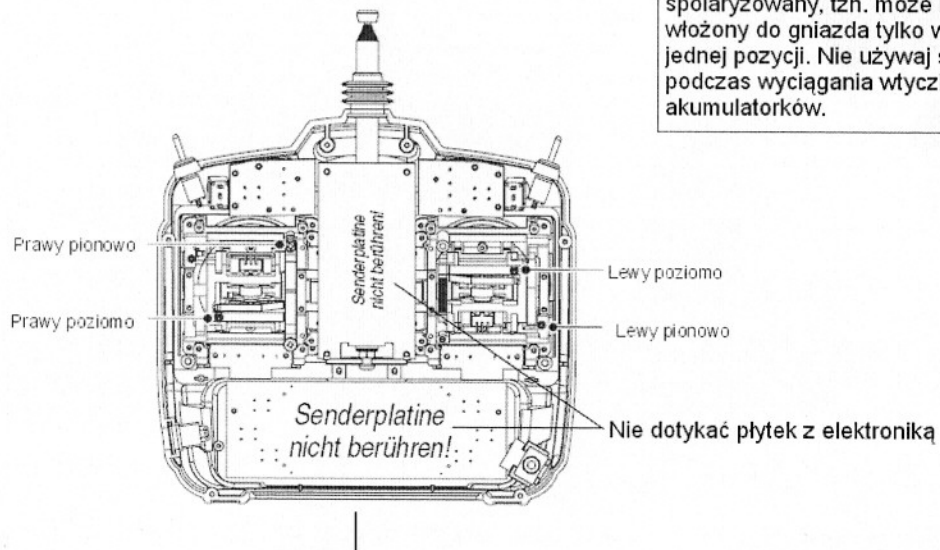 spolaryzowany, tzn. może
włożony do gniazda tylko w
jednej pozycji. Nie używaj
podczas wyciągania
akumulatorków.
Prawy pionowo
Prawy poziomo
Senderplatine
nicht berühren!
Lewy poziomo
Lewy pionowo
Senderplatine
nicht berühren!
Nie dotykać płytek z elektroniką